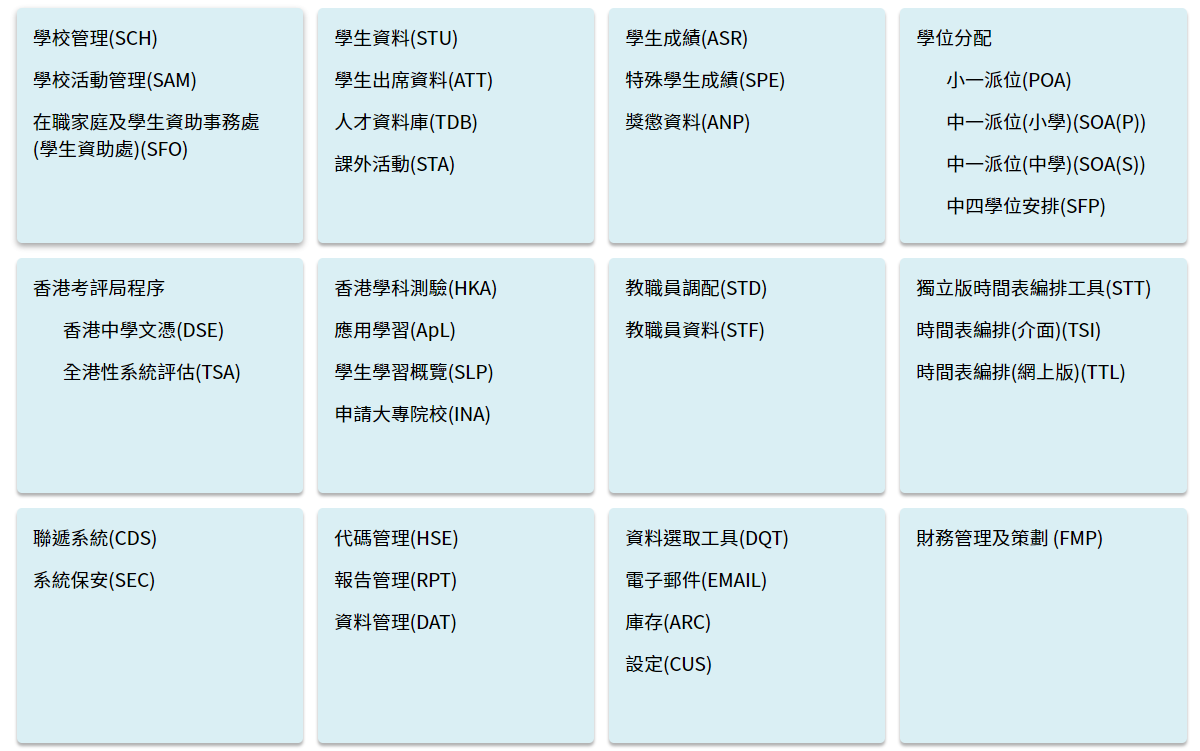 學校管理(SCH)
學校活動管理(SAM)
在職家庭及學生資助事務處
(學生資助處)(SFO)
學生資料(STU)
學生出席資料(ATT)
人才資料庫(TDB)
課外活動(STA)
學生成績(ASR)
特殊學生成績(SPE)
獎懲資料(ANP)
學位分配
小一派位(POA)
中一派位(小學)(SOA(P))
中一派位(中學)(SOA(S))
中四學位安排(SFP)
香港考評局程序
香港中學文憑(DSE)
全港性系統評估(TSA)
香港學科測驗(HKA)
應用學習(ApL)
學生學習概覽(SLP)
申請大專院校(INA)
教職員調配(STD)
教職員資料(STF)
獨立版時間表編排工具(STT)
時間表編排(介面)(TSI)
時間表編排(網上版)(TTL)
聯遞系統(CDS)
系統保安(SEC)
代碼管理(HSE)
報告管理(RPT)
資料管理(DAT)
資料選取工具(DQT)
電子郵件(EMAIL)
庫存(ARC)
設定(CUS)
財務管理及策劃 (FMP)